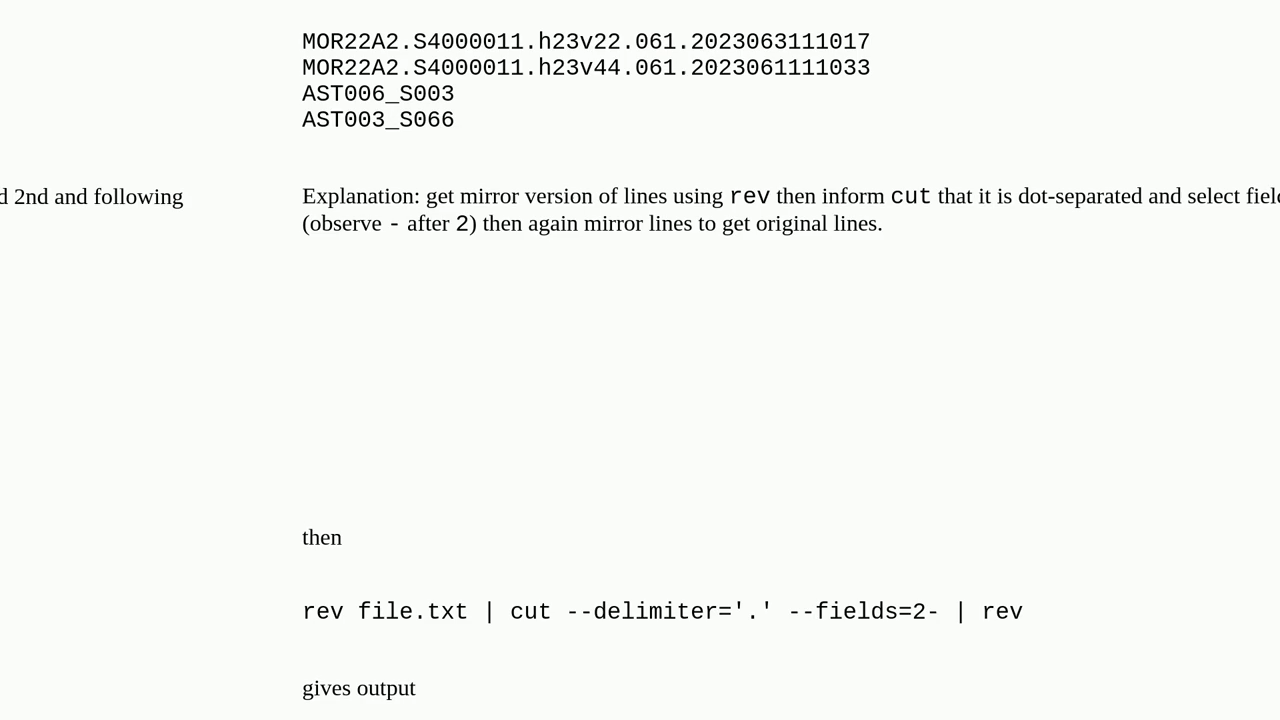 MOR22A2.S4000011.h23v22.061.2023063111017
MOR22A2.S4000011.h23v44.061.2023061111033
AST006_S003
AST003_S066
d 2nd and following
Explanation: get mirror version of lines using rev then inform cut that it is dot-separated and select field
(observe - after 2) then again mirror lines to get original lines.
then
rev file.txt | cut --delimiter='.' --fields=2- | rev
gives output